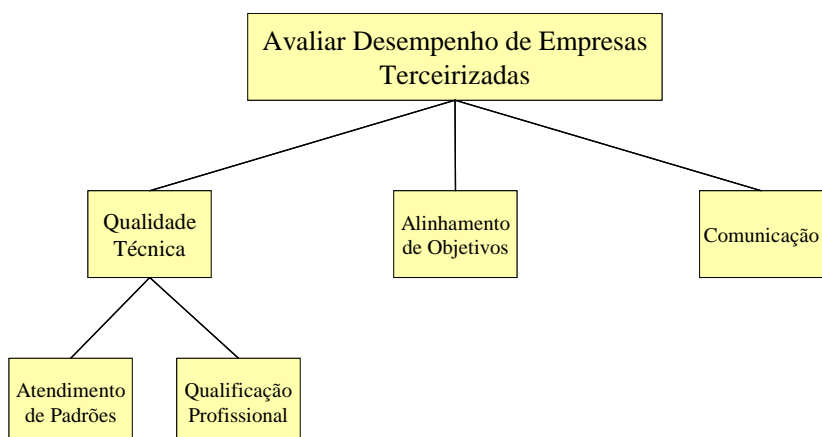 Avaliar Desempenho de Empresas
Terceirizadas
Qualidade
Técnica
Alinhamento
de Objetivos
Comunicação
Atendimento
de Padrões
Qualificação
Profissional